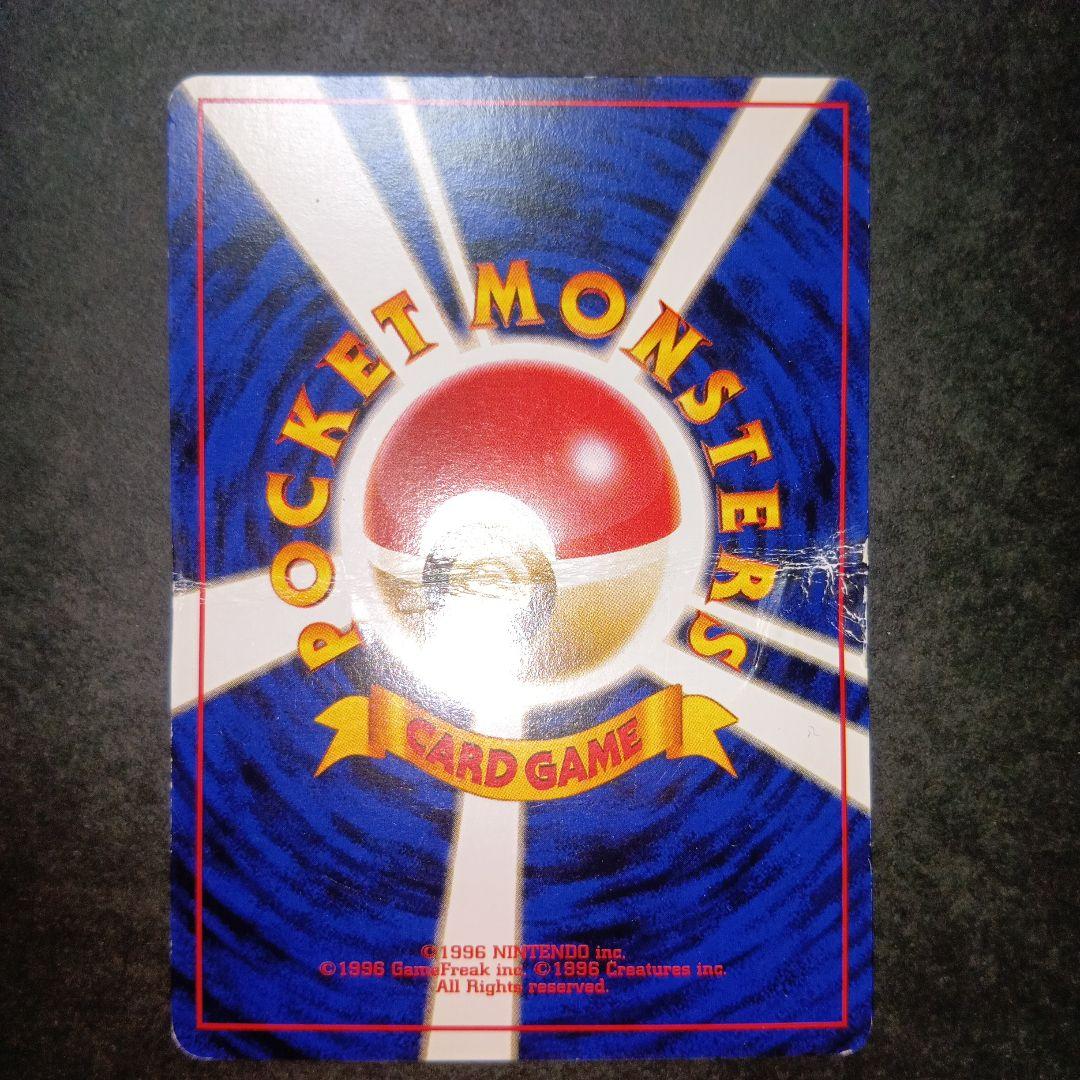 POCKET MONSTERS
CARD GAME
©1996 NINTENDO inc.
©1996 GameFreak inc. ©1996 Creatures inc.
All Rights reserved.